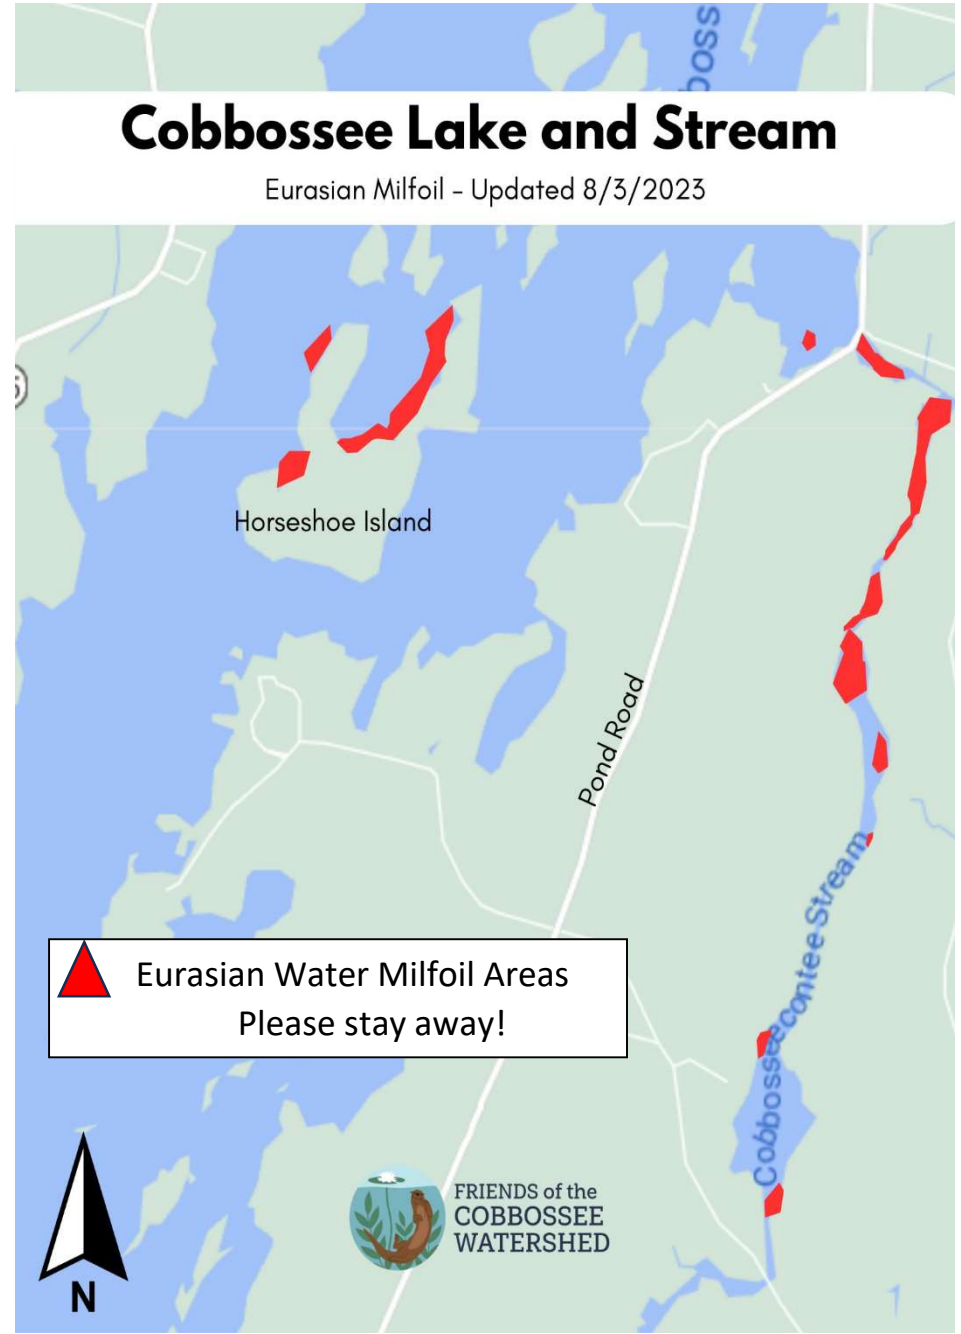 boss
Cobbossee Lake and Stream
Eurasian Milfoil - Updated 8/3/2023
Horseshoe Island
Pond Road
Cobbosseecontee Stream
Eurasian Water Milfoil Areas
Please stay away!
FRIENDS of the
COBBOSSEE
WATERSHED
N